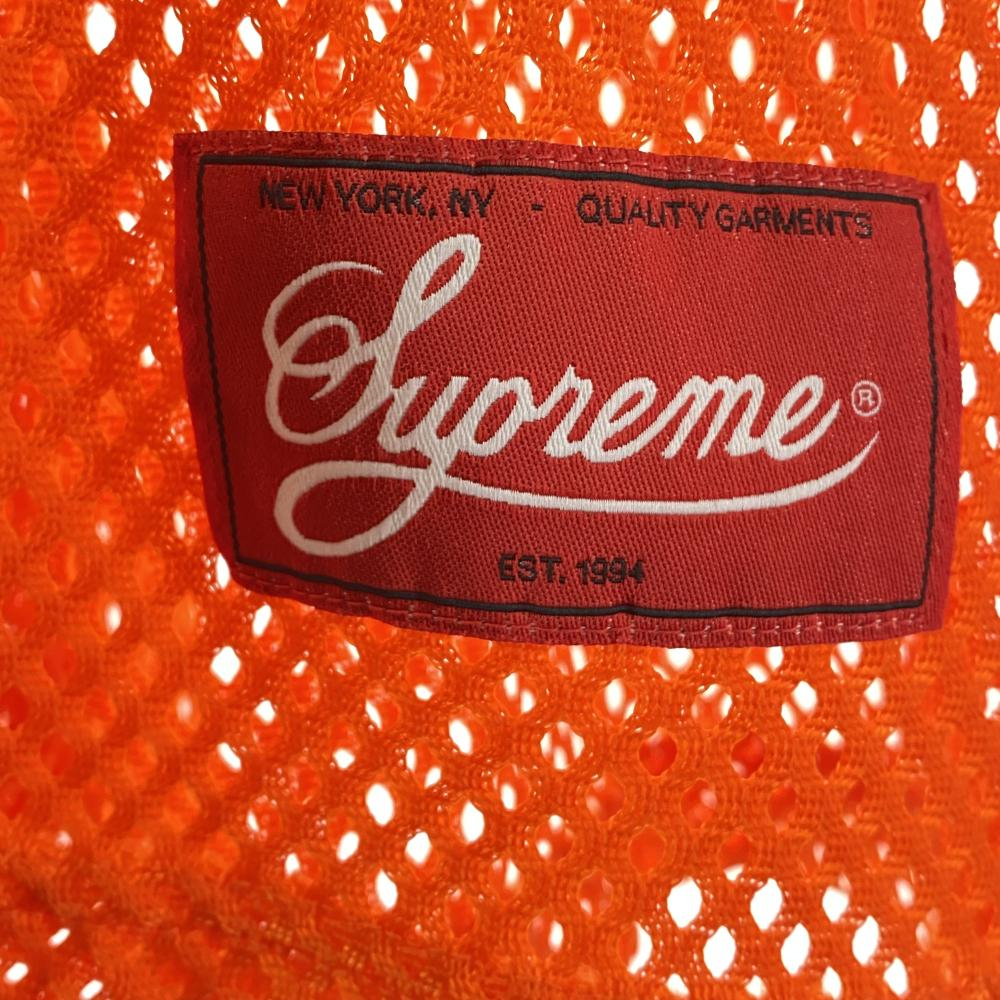 NEW YORK, NY - QUALITY GARMENTS
Supreme®
EST. 1994